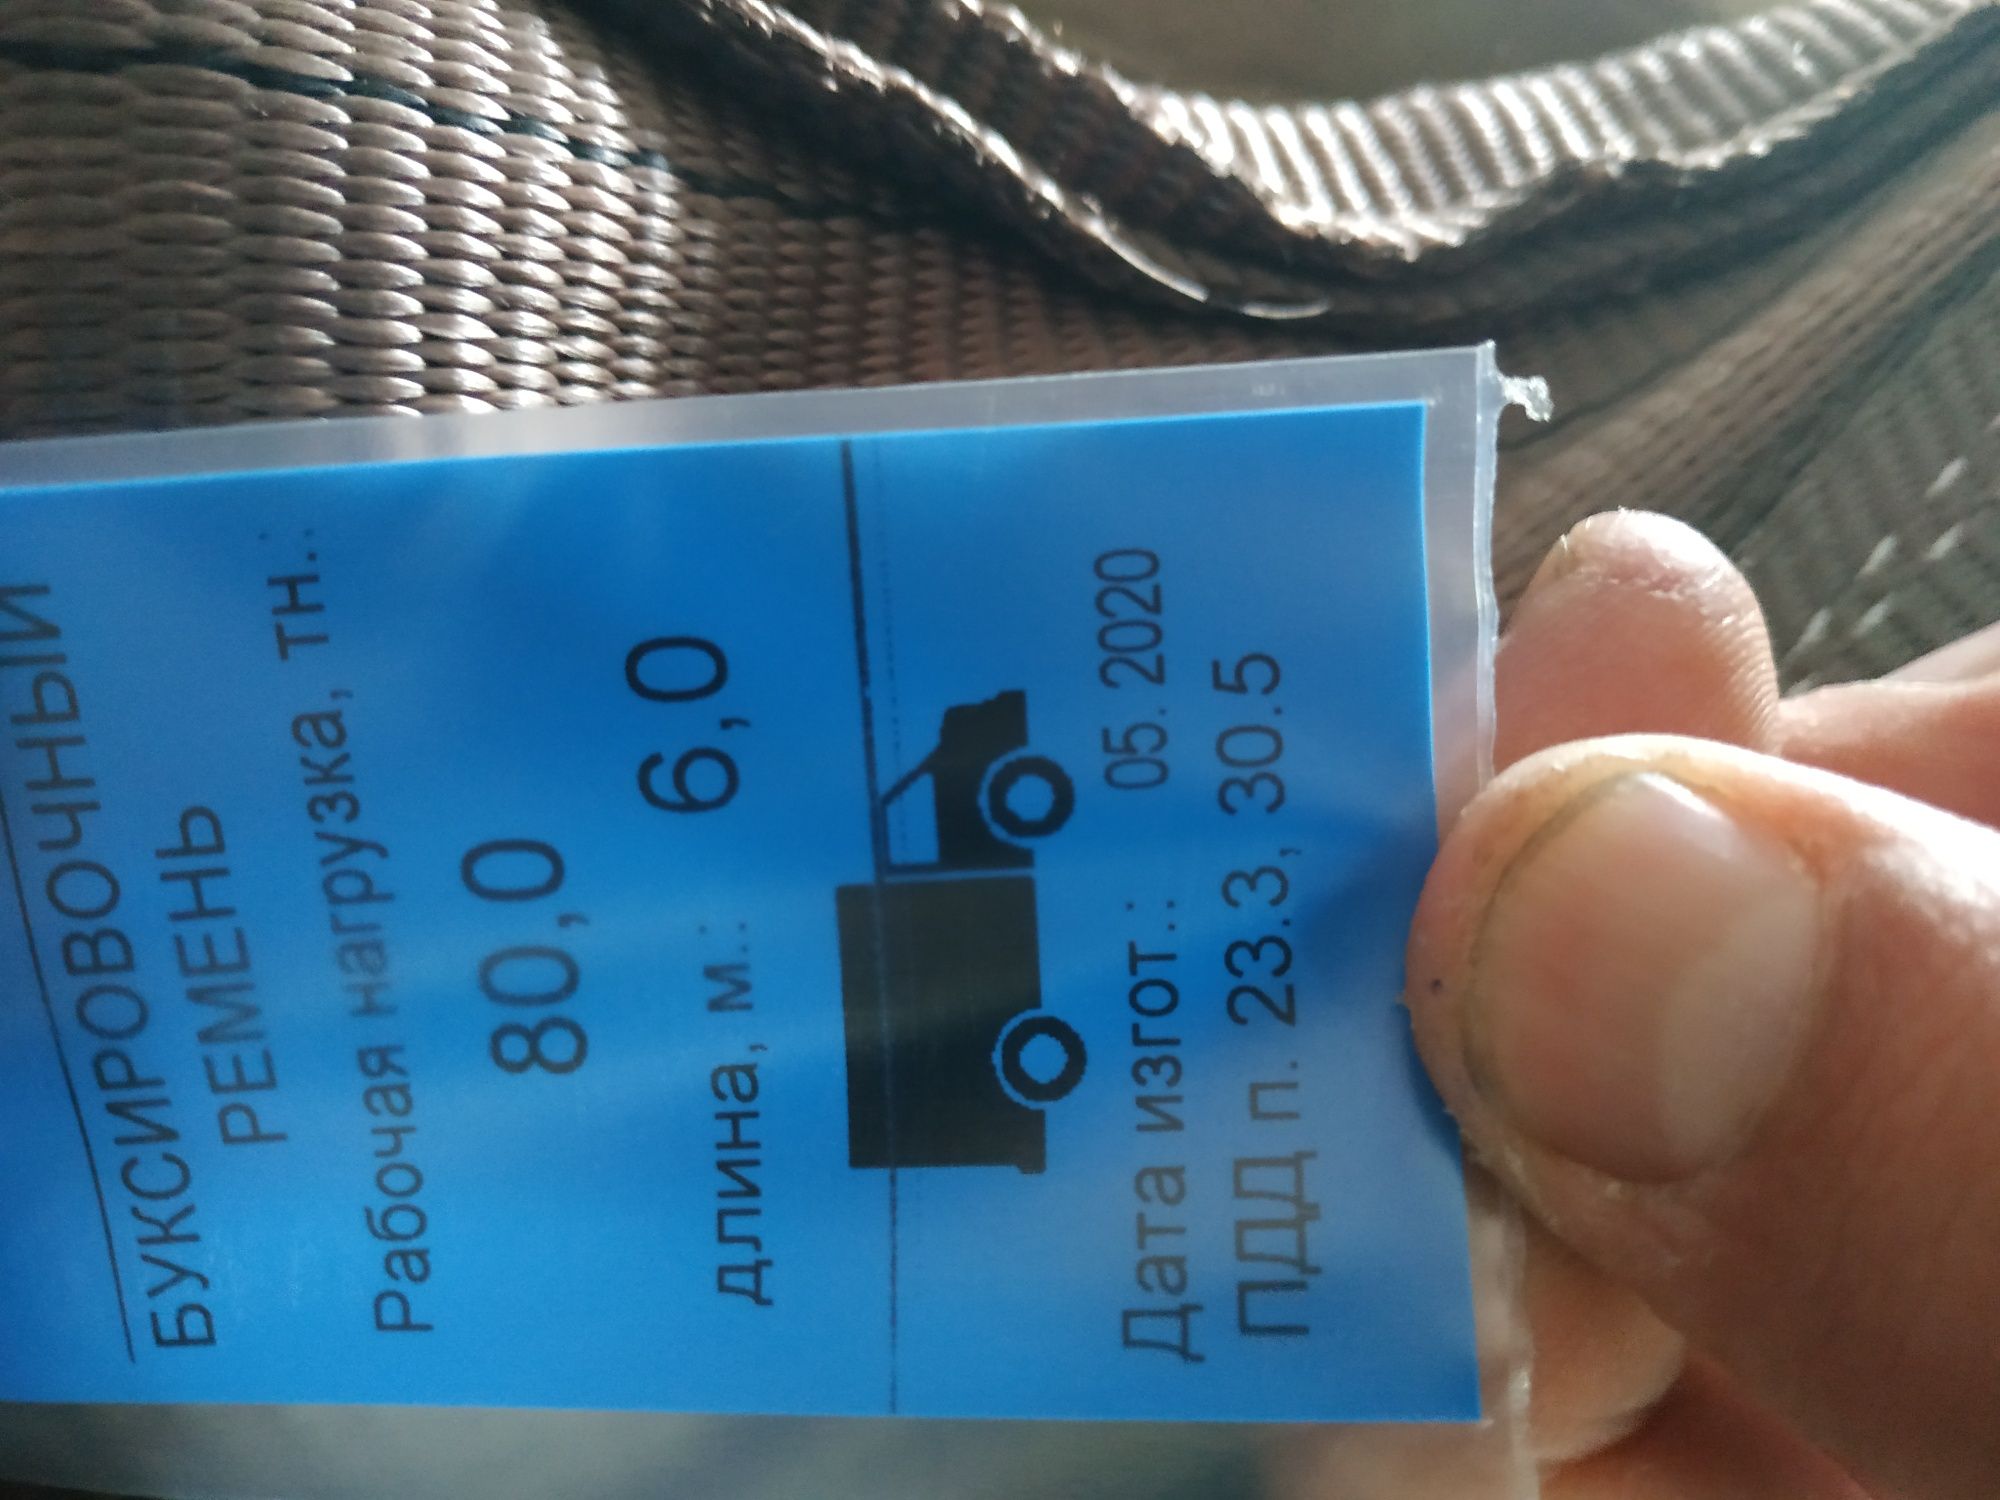 БУКСИРОВОЧНЫЙ
РЕМЕНЬ
Рабочая нагрузка, тн.:
80,0
длина, м.: 6,0
Дата изгот.: 05. 2020
ПДД п. 23.3, 30.5